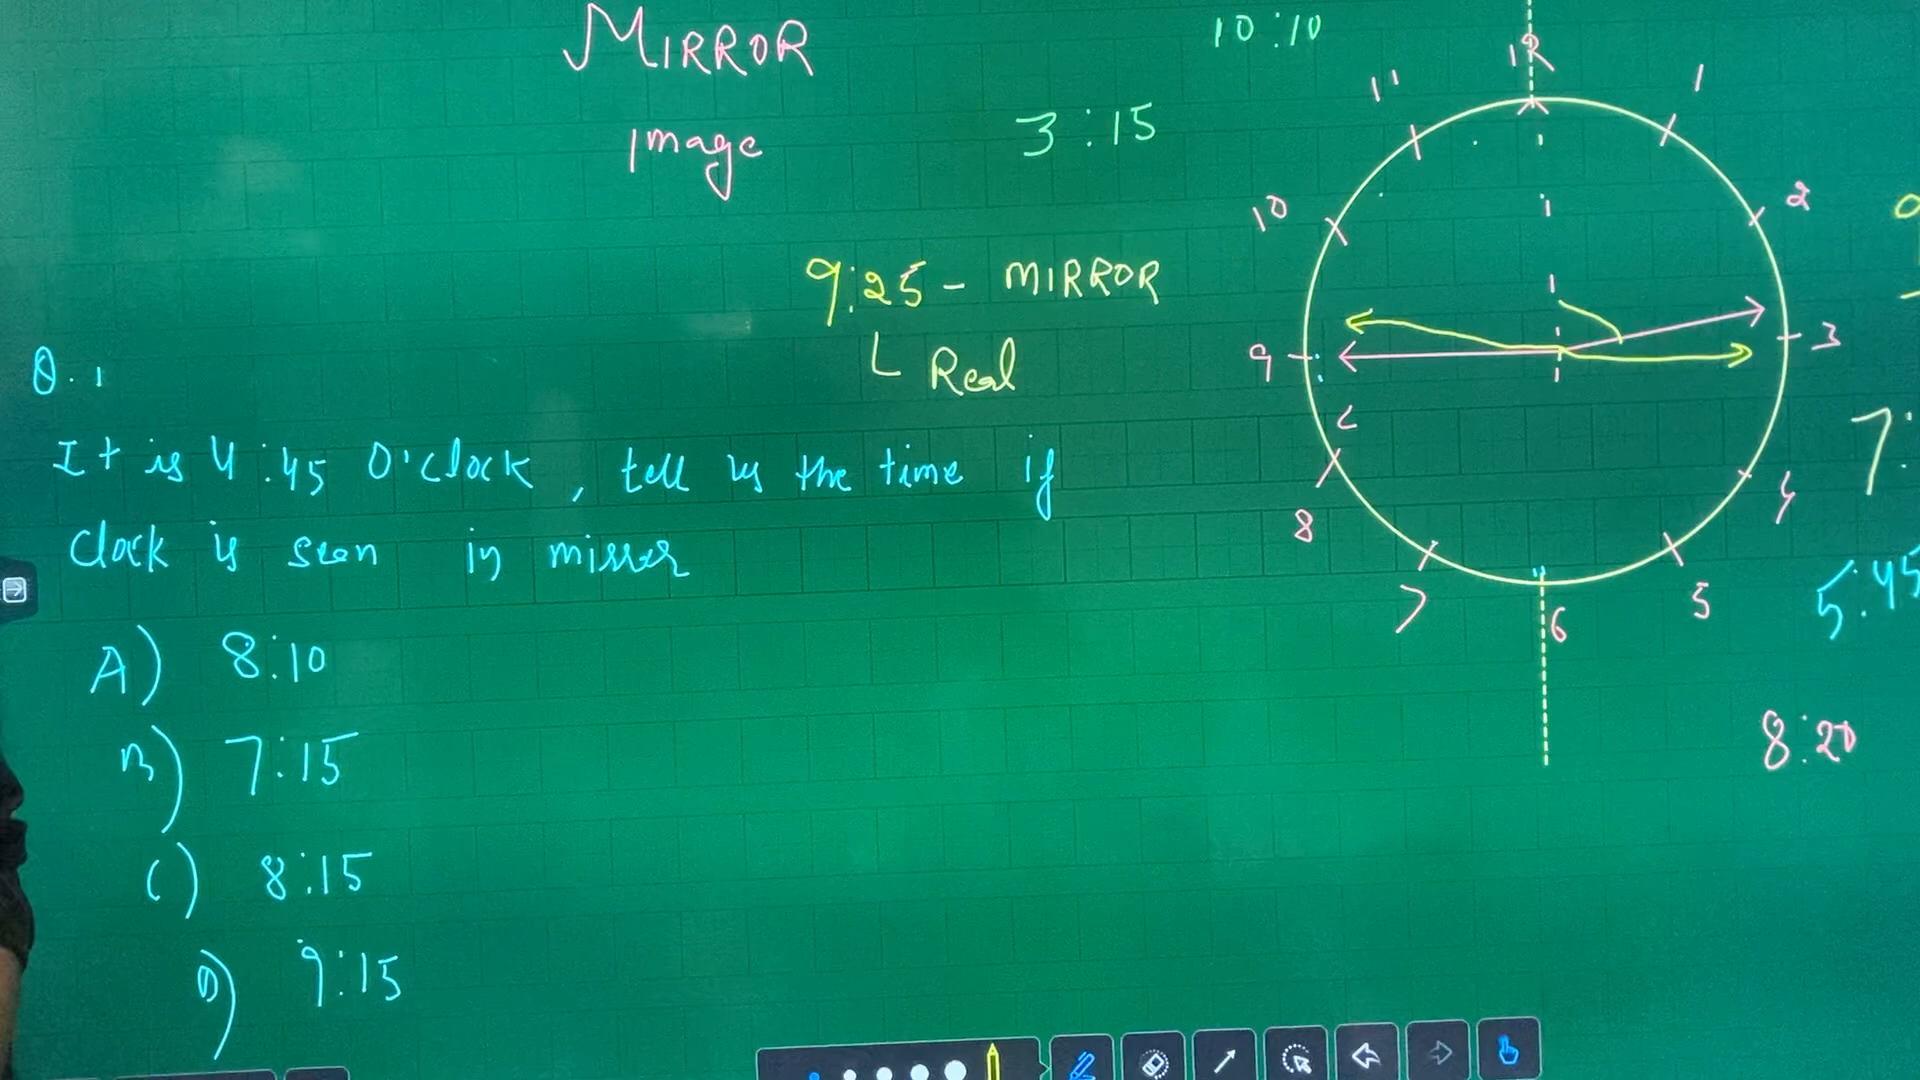 MIRROR
image
10:10
3:15
9:25 - MIRROR
Real
Q.1
It is 4:45 O'clock, tell us the time if
clock is seen in mirror
A) 8:10
B) 7:15
C) 8:15
D) 9:15
12
1
2
3
4
5
6
7
8
9
10
11
5:45
8:20